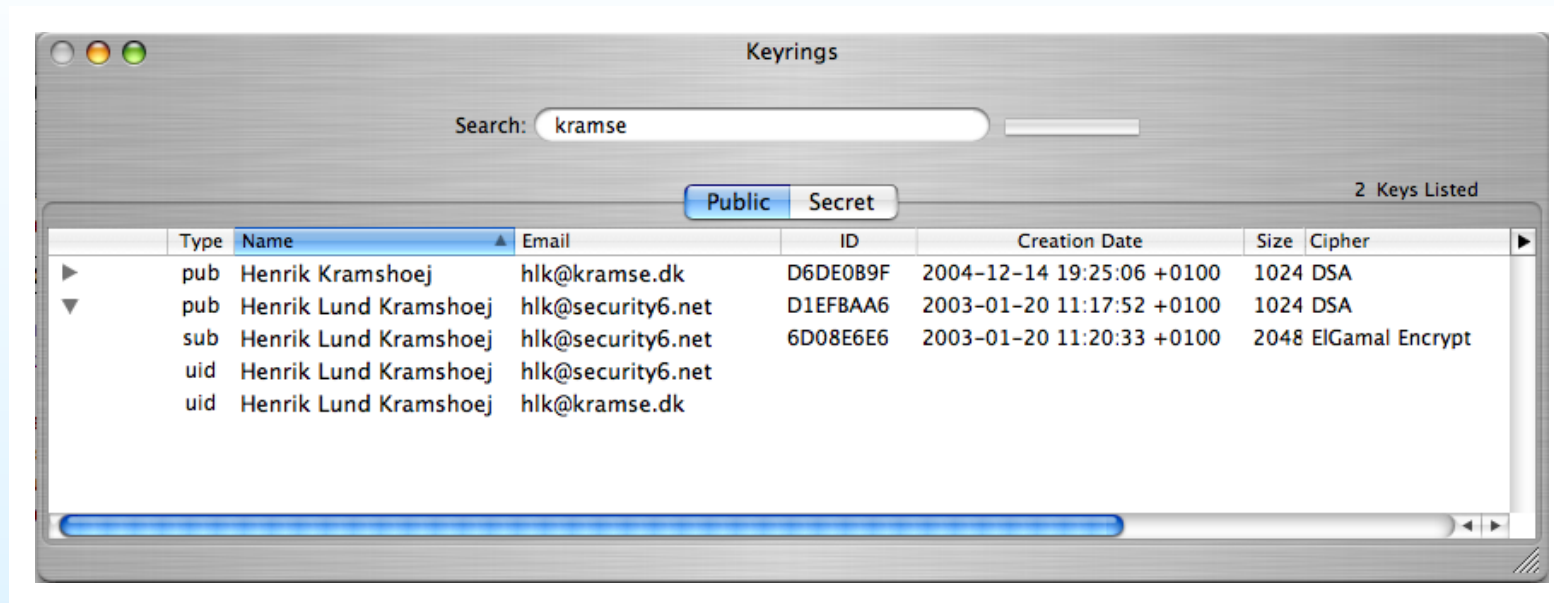 Keyrings
Search: kramse
Public Secret
2 Keys Listed
Type Name Email ID Creation Date Size Cipher
pub Henrik Kramshoej hlk@kramse.dk D6DE0B9F 2004-12-14 19:25:06 +0100 1024 DSA
pub Henrik Lund Kramshoej hlk@security6.net D1EFBAA6 2003-01-20 11:17:52 +0100 1024 DSA
sub Henrik Lund Kramshoej hlk@security6.net 6D08E6E6 2003-01-20 11:20:33 +0100 2048 ElGamal Encrypt
uid Henrik Lund Kramshoej hlk@security6.net
uid Henrik Lund Kramshoej hlk@kramse.dk